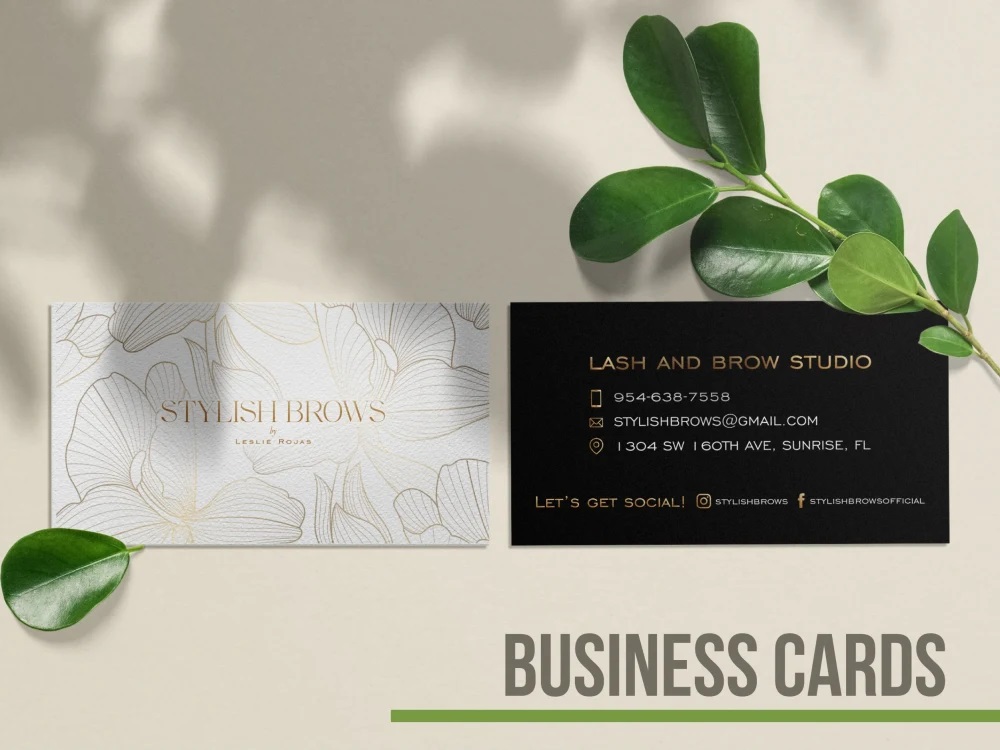 STYLISH BROWS
by
LESLIE ROJAS
LASH AND BROW STUDIO
954-638-7558
STYLISHBROWS@GMAIL.COM
1304 SW 160TH AVE, SUNRISE, FL
LET'S GET SOCIAL! STYLISHBROWS f STYLISHBROWSOFFICIAL
BUSINESS CARDS